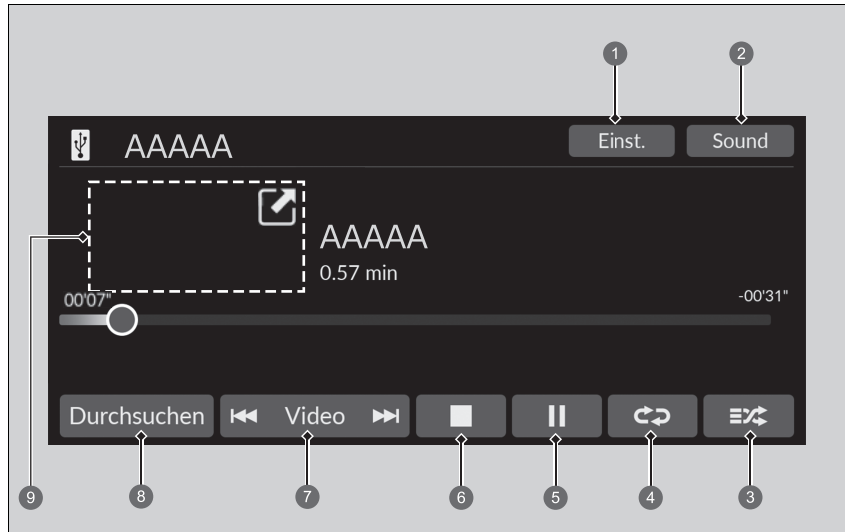 1
2
AAAAA
Einst.
Sound
9
AAAAA
0.57 min
00'07"
-00'31"
Durchsuchen
Video
8
7
6
5
4
3